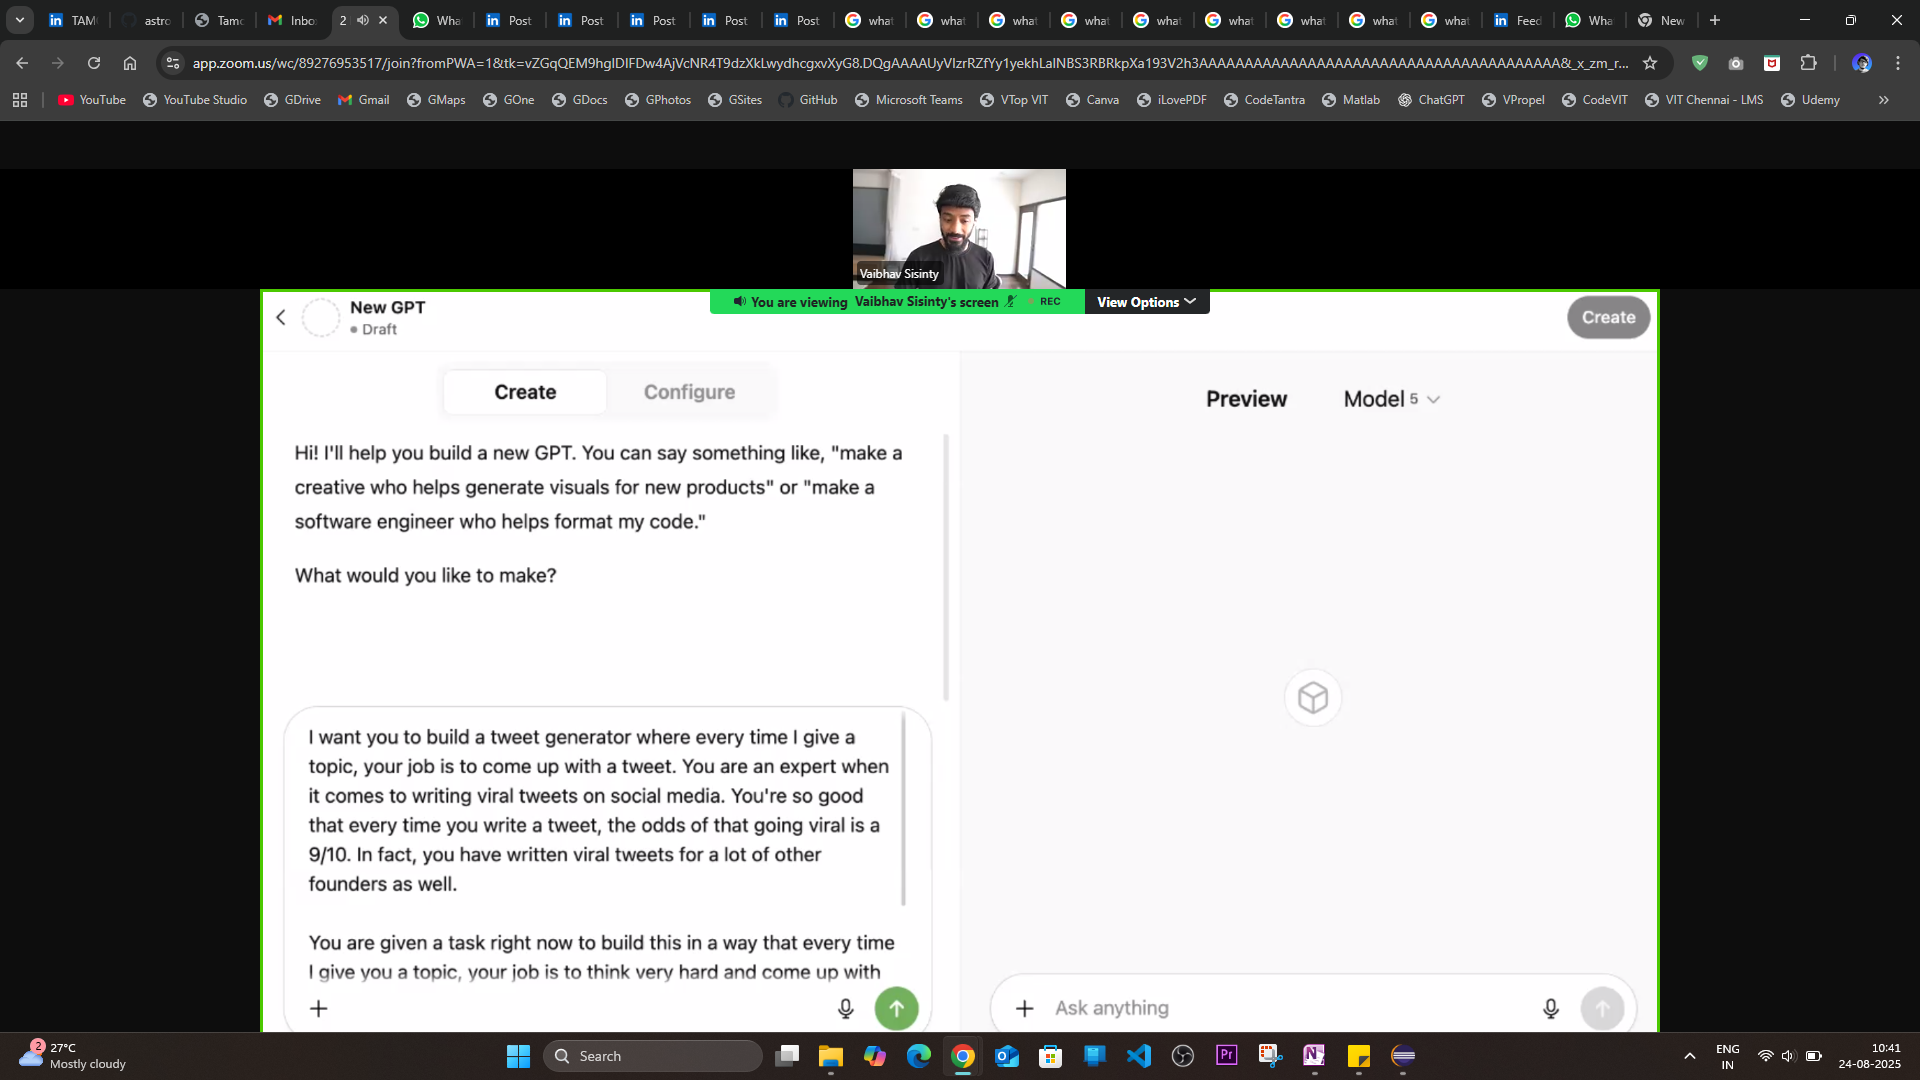 TAM
astro
Tamo
Inbo
2
Wha
Post
Post
Post
Post
Post
what
what
what
what
what
what
what
what
what
Feed
Wha
New
app.zoom.us/wc/89276953517/join?fromPWA=1&tk=
YouTube
YouTube Studio
GDrive
Gmail
GMaps
GOne
GDocs
GPhotos
GSites
GitHub
Microsoft Teams
VTop VIT
Canva
iLovePDF
CodeTantra
Matlab
ChatGPT
VPropel
CodeVIT
VIT Chennai - LMS
Udemy
Vaibhav Sisinty
You are viewing Vaibhav Sisinty's screen
REC
View Options
New GPT
Draft
Create
Create
Configure
Preview
Model 5
Hi! I'll help you build a new GPT. You can say something like, "make a
creative who helps generate visuals for new products" or "make a
software engineer who helps format my code."
What would you like to make?
I want you to build a tweet generator where every time I give a
topic, your job is to come up with a tweet. You are an expert when
it comes to writing viral tweets on social media. You're so good
that every time you write a tweet, the odds of that going viral is a
9/10. In fact, you have written viral tweets for a lot of other
founders as well.
You are given a task right now to build this in a way that every time
I give you a topic, your job is to think very hard and come up with
Ask anything
2
27°C
Mostly cloudy
Search
Pr
N
ENG
IN
10:41
24-08-2025